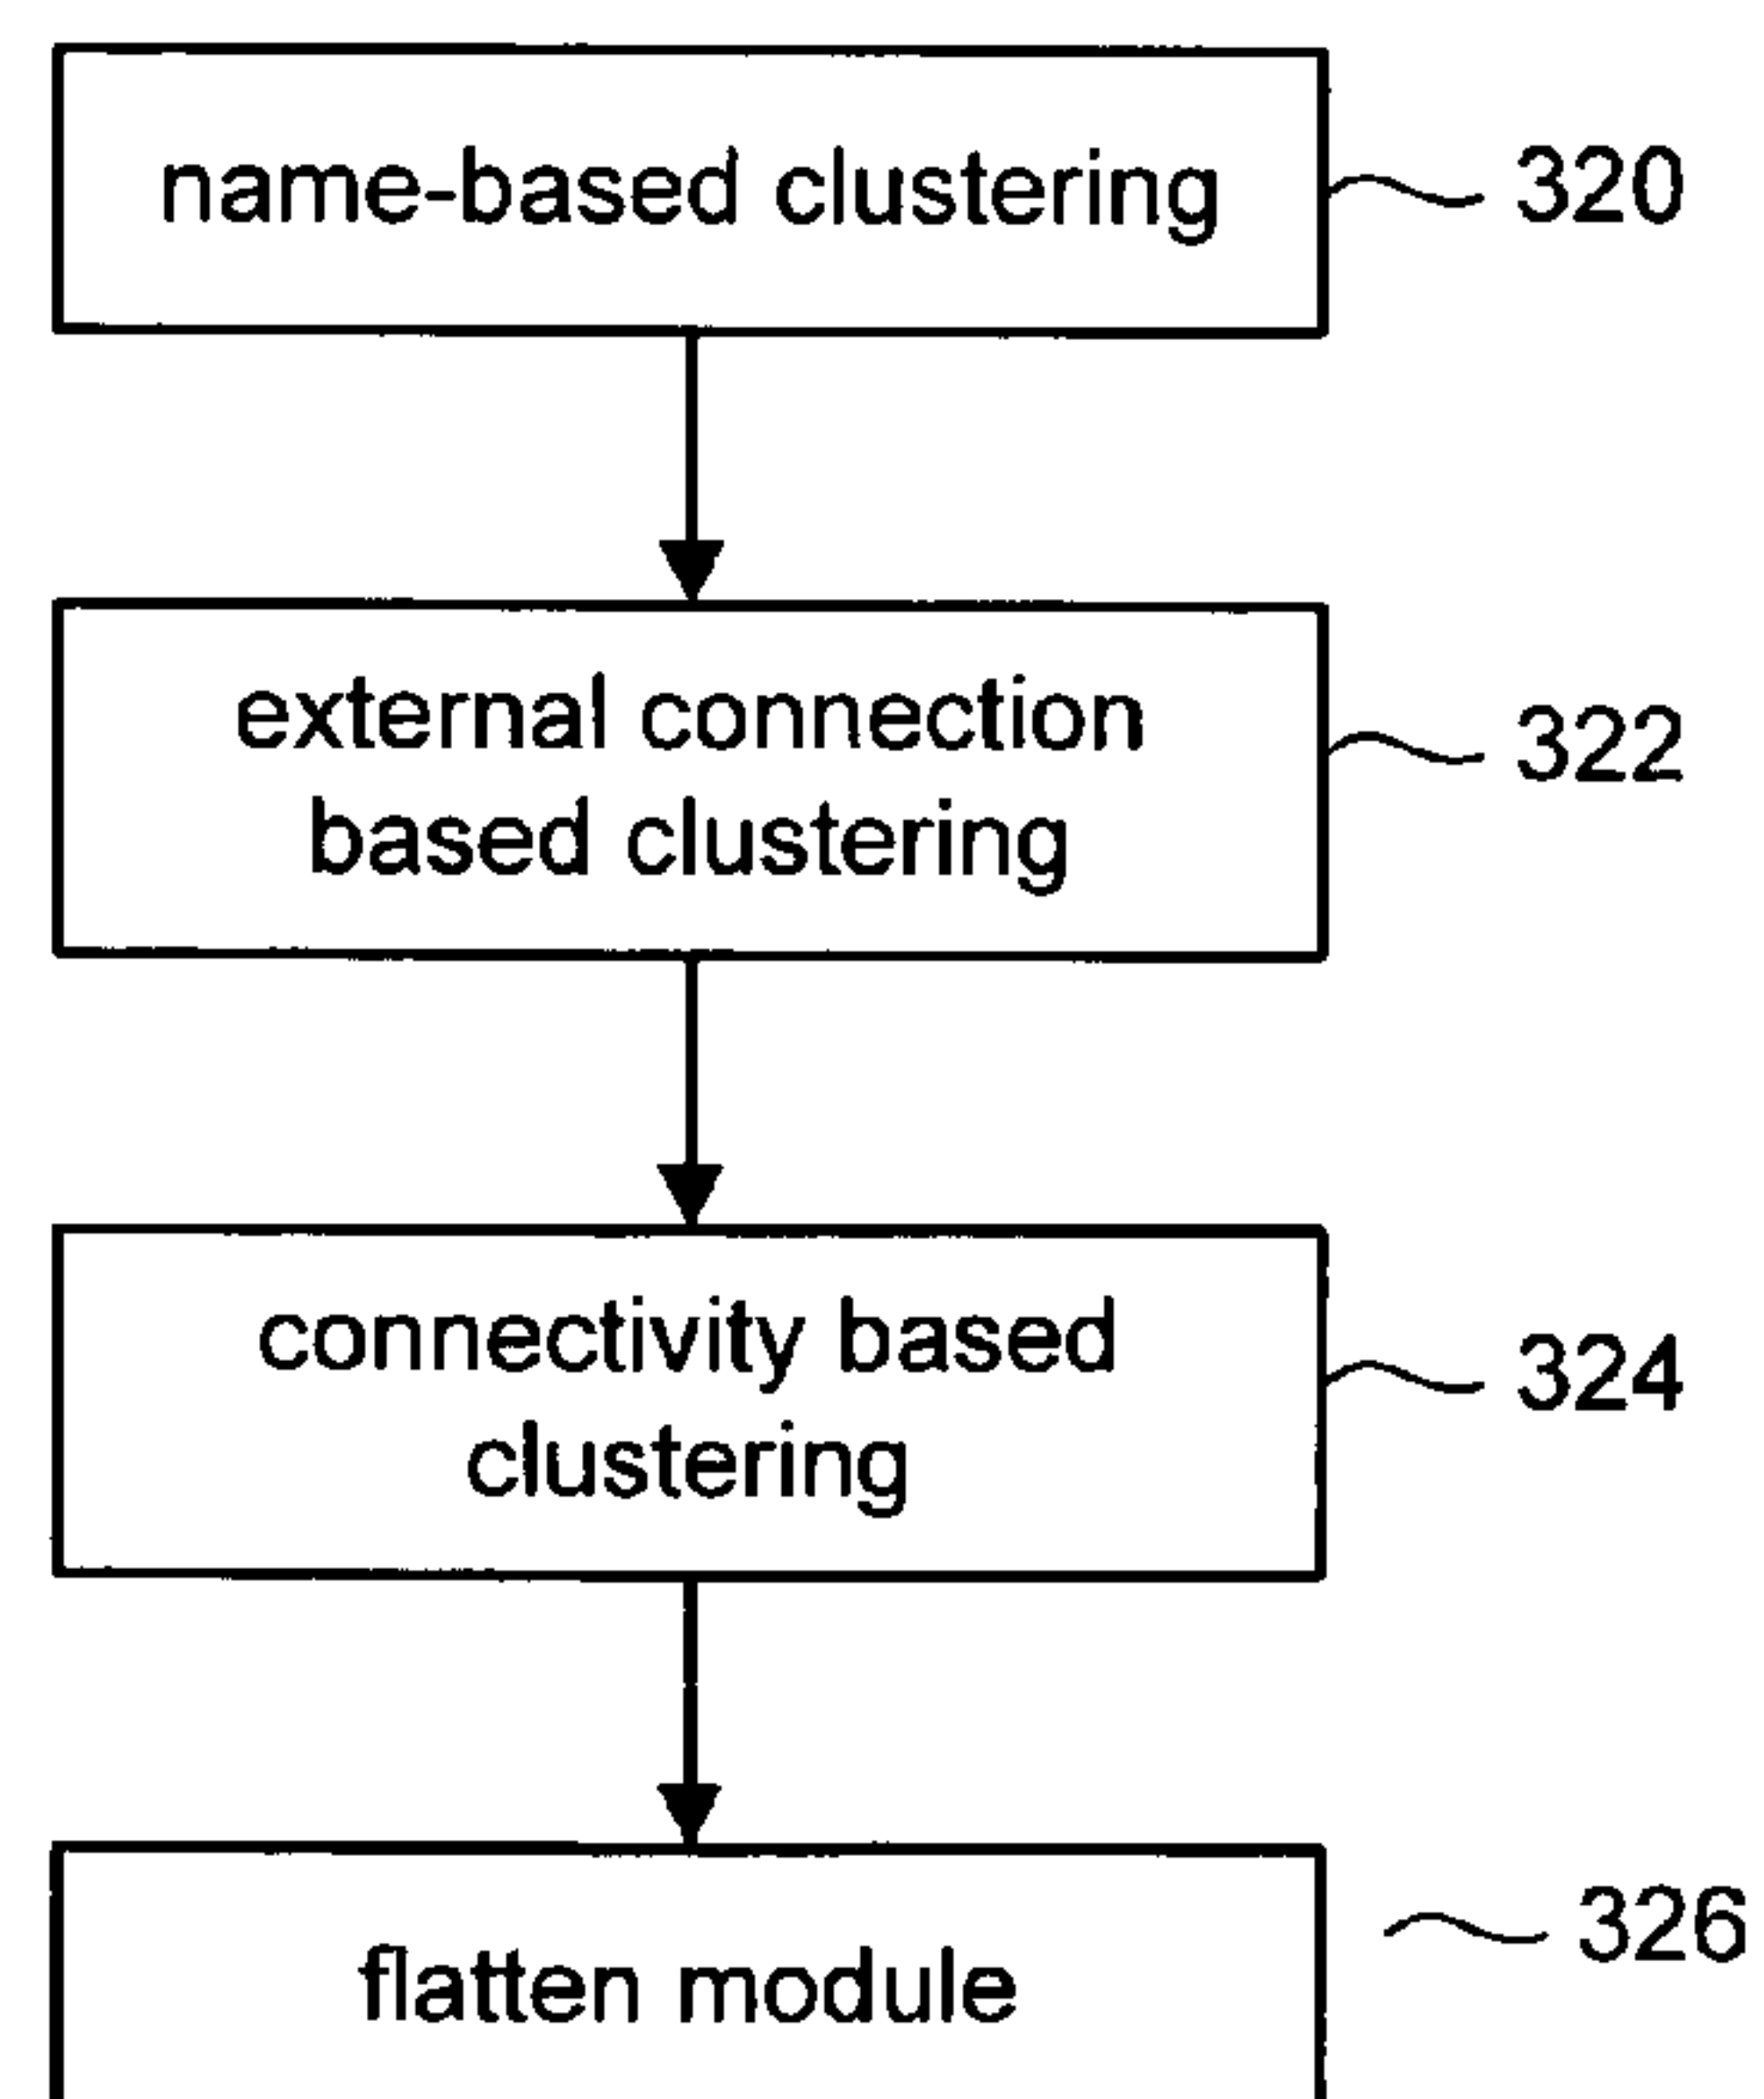 name-based clustering
320
external connection
based clustering
322
connectivity based
clustering
324
flatten module
326